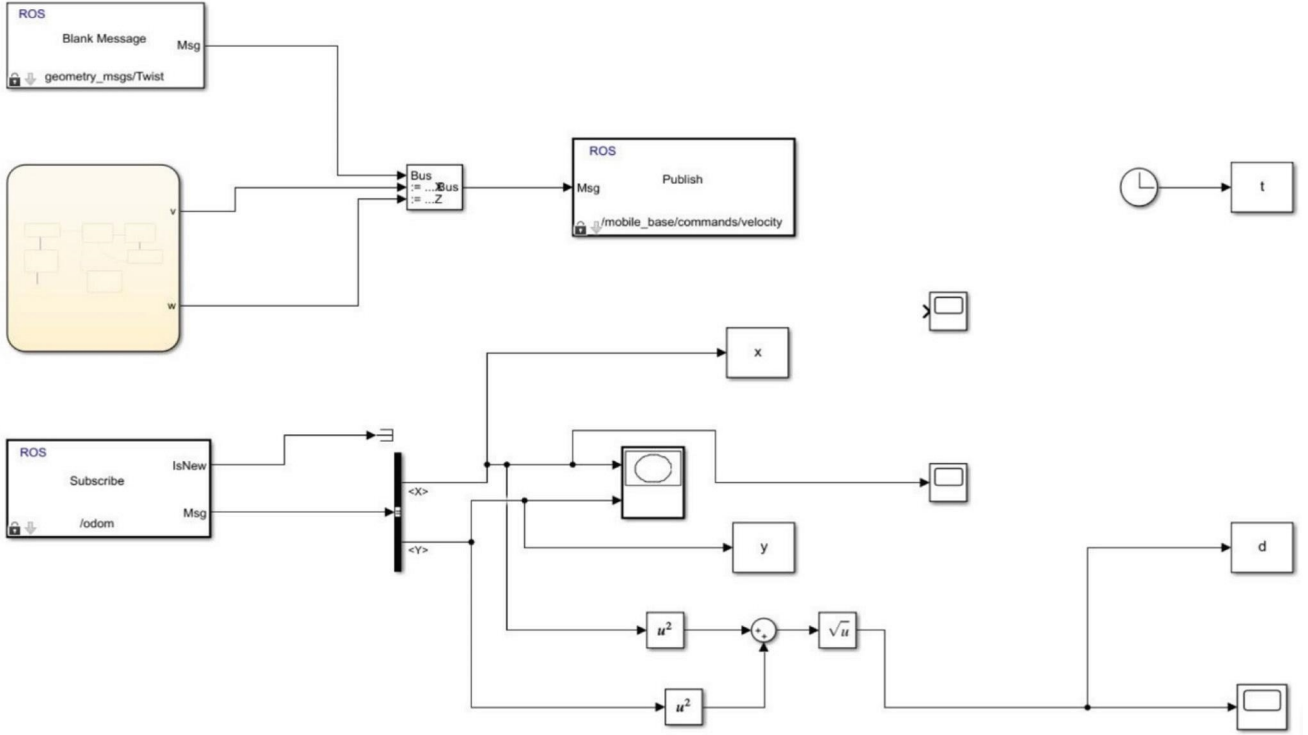 ROS
Blank Message
Msg
geometry_msgs/Twist
v
w
Bus
:= ...X
:= ...Z
Bus
ROS
Msg
Publish
/mobile_base/commands/velocity
t
x
ROS
IsNew
Subscribe
Msg
/odom
<X>
<Y>
y
d
u²
+
+
√u
u²